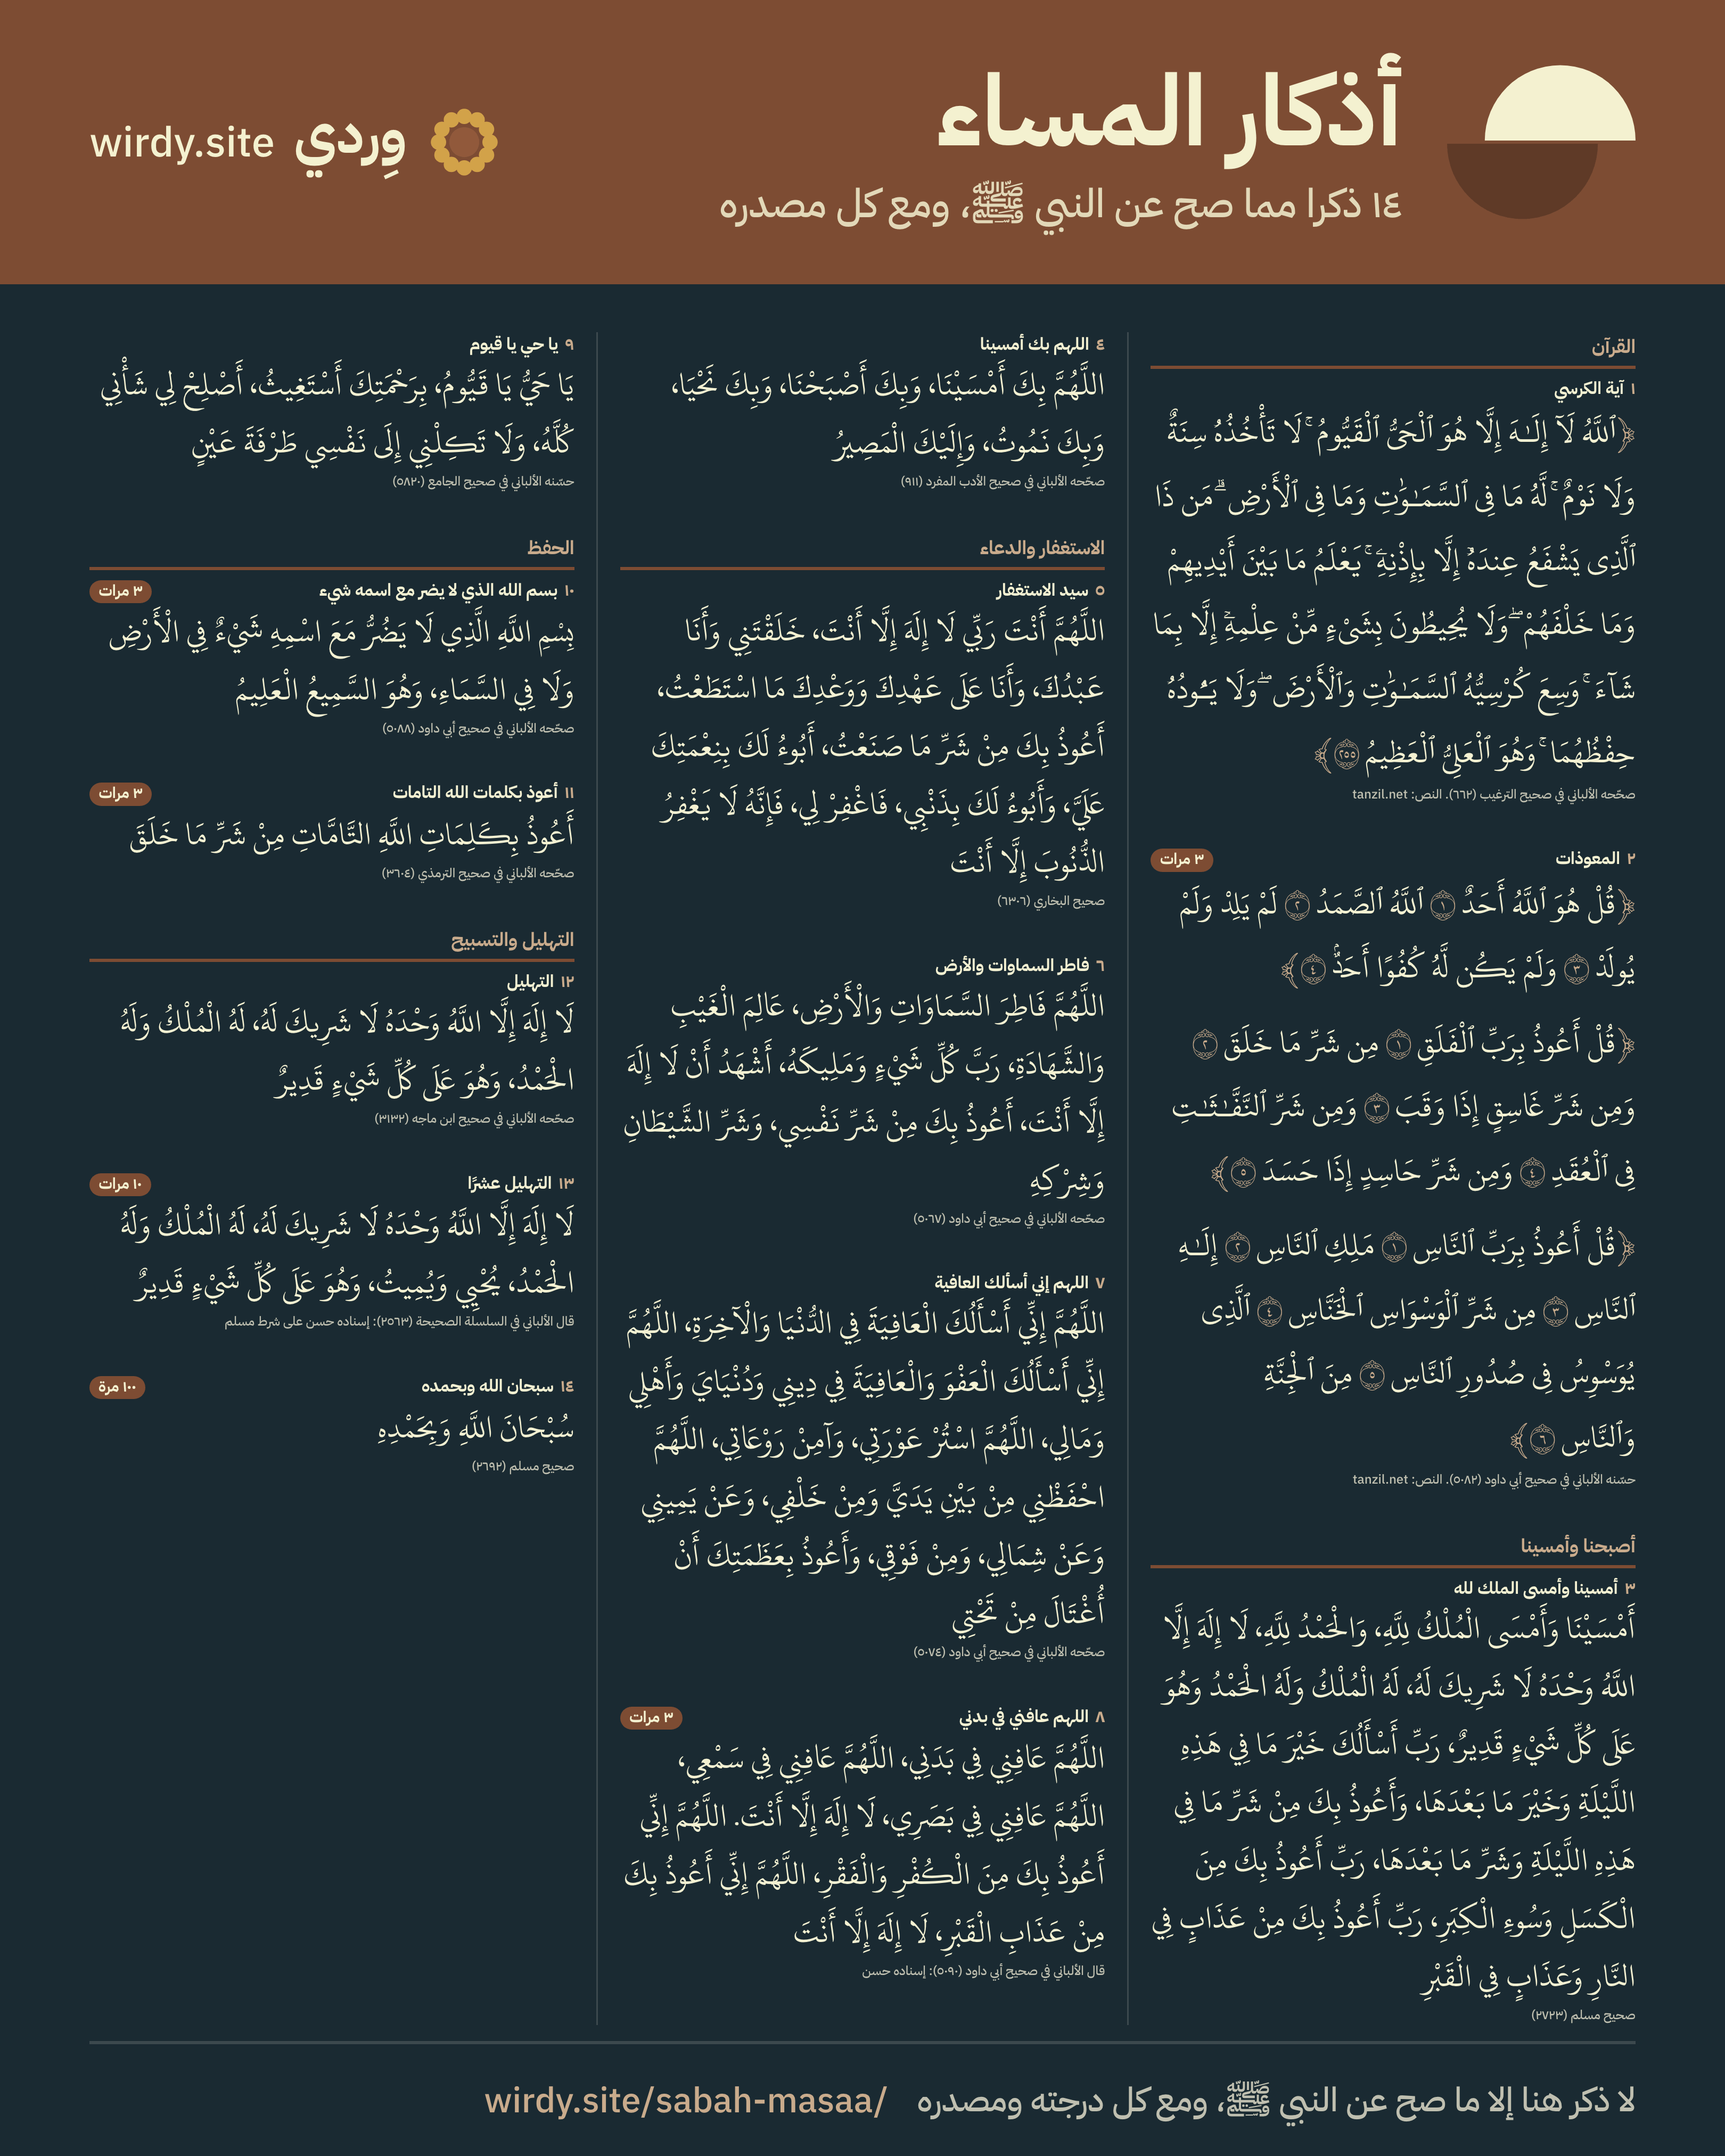 أذكار المساء
١٤ ذكرا مما صح عن النبي ﷺ، ومع كل مصدره
وِردي wirdy.site
القرآن
١ آية الكرسي
﴿ٱللَّهُ لَآ إِلَـٰهَ إِلَّا هُوَ ٱلْحَىُّ ٱلْقَيُّومُ ۚ لَا تَأْخُذُهُۥ سِنَةٌ
وَلَا نَوْمٌ ۚ لَّهُۥ مَا فِى ٱلسَّمَـٰوَٰتِ وَمَا فِى ٱلْأَرْضِ ۗ مَن ذَا
ٱلَّذِى يَشْفَعُ عِندَهُۥٓ إِلَّا بِإِذْنِهِۦ ۚ يَعْلَمُ مَا بَيْنَ أَيْدِيهِمْ
وَمَا خَلْفَهُمْ ۖ وَلَا يُحِيطُونَ بِشَىْءٍ مِّنْ عِلْمِهِۦٓ إِلَّا بِمَا
شَآءَ ۚ وَسِعَ كُرْسِيُّهُ ٱلسَّمَـٰوَٰتِ وَٱلْأَرْضَ ۖ وَلَا يَـُٔودُهُۥ
حِفْظُهُمَا ۚ وَهُوَ ٱلْعَلِىُّ ٱلْعَظِيمُ ۝٢٥٥﴾
صحّحه الألباني في صحيح الترغيب (٦٦٢). النص: tanzil.net
٢ المعوذات ٣ مرات
﴿قُلْ هُوَ ٱللَّهُ أَحَدٌ ۝١ ٱللَّهُ ٱلصَّمَدُ ۝٢ لَمْ يَلِدْ وَلَمْ
يُولَدْ ۝٣ وَلَمْ يَكُن لَّهُۥ كُفُوًا أَحَدٌۢ ۝٤﴾
﴿قُلْ أَعُوذُ بِرَبِّ ٱلْفَلَقِ ۝١ مِن شَرِّ مَا خَلَقَ ۝٢
وَمِن شَرِّ غَاسِقٍ إِذَا وَقَبَ ۝٣ وَمِن شَرِّ ٱلنَّفَّـٰثَـٰتِ
فِى ٱلْعُقَدِ ۝٤ وَمِن شَرِّ حَاسِدٍ إِذَا حَسَدَ ۝٥﴾
﴿قُلْ أَعُوذُ بِرَبِّ ٱلنَّاسِ ۝١ مَلِكِ ٱلنَّاسِ ۝٢ إِلَـٰهِ
ٱلنَّاسِ ۝٣ مِن شَرِّ ٱلْوَسْوَاسِ ٱلْخَنَّاسِ ۝٤ ٱلَّذِى
يُوَسْوِسُ فِى صُدُورِ ٱلنَّاسِ ۝٥ مِنَ ٱلْجِنَّةِ
وَٱلنَّاسِ ۝٦﴾
حسّنه الألباني في صحيح أبي داود (٥٠٨٢). النص: tanzil.net
أصبحنا وأمسينا
٣ أمسينا وأمسى الملك لله
أَمْسَيْنَا وَأَمْسَى الْمُلْكُ لِلَّهِ، وَالْحَمْدُ لِلَّهِ، لَا إِلَهَ إِلَّا
اللَّهُ وَحْدَهُ لَا شَرِيكَ لَهُ، لَهُ الْمُلْكُ وَلَهُ الْحَمْدُ وَهُوَ
عَلَى كُلِّ شَيْءٍ قَدِيرٌ، رَبِّ أَسْأَلُكَ خَيْرَ مَا فِي هَذِهِ
اللَّيْلَةِ وَخَيْرَ مَا بَعْدَهَا، وَأَعُوذُ بِكَ مِنْ شَرِّ مَا فِي
هَذِهِ اللَّيْلَةِ وَشَرِّ مَا بَعْدَهَا، رَبِّ أَعُوذُ بِكَ مِنَ
الْكَسَلِ وَسُوءِ الْكِبَرِ، رَبِّ أَعُوذُ بِكَ مِنْ عَذَابٍ فِي
النَّارِ وَعَذَابٍ فِي الْقَبْرِ
صحيح مسلم (٢٧٢٣)
٤ اللهم بك أمسينا
اللَّهُمَّ بِكَ أَمْسَيْنَا، وَبِكَ أَصْبَحْنَا، وَبِكَ نَحْيَا،
وَبِكَ نَمُوتُ، وَإِلَيْكَ الْمَصِيرُ
صحّحه الألباني في صحيح الأدب المفرد (٩١١)
الاستغفار والدعاء
٥ سيد الاستغفار
اللَّهُمَّ أَنْتَ رَبِّي لَا إِلَهَ إِلَّا أَنْتَ، خَلَقْتَنِي وَأَنَا
عَبْدُكَ، وَأَنَا عَلَى عَهْدِكَ وَوَعْدِكَ مَا اسْتَطَعْتُ،
أَعُوذُ بِكَ مِنْ شَرِّ مَا صَنَعْتُ، أَبُوءُ لَكَ بِنِعْمَتِكَ
عَلَيَّ، وَأَبُوءُ لَكَ بِذَنْبِي، فَاغْفِرْ لِي، فَإِنَّهُ لَا يَغْفِرُ
الذُّنُوبَ إِلَّا أَنْتَ
صحيح البخاري (٦٣٠٦)
٦ فاطر السماوات والأرض
اللَّهُمَّ فَاطِرَ السَّمَاوَاتِ وَالْأَرْضِ، عَالِمَ الْغَيْبِ
وَالشَّهَادَةِ، رَبَّ كُلِّ شَيْءٍ وَمَلِيكَهُ، أَشْهَدُ أَنْ لَا إِلَهَ
إِلَّا أَنْتَ، أَعُوذُ بِكَ مِنْ شَرِّ نَفْسِي، وَشَرِّ الشَّيْطَانِ
وَشِرْكِهِ
صحّحه الألباني في صحيح أبي داود (٥٠٦٧)
٧ اللهم إني أسألك العافية
اللَّهُمَّ إِنِّي أَسْأَلُكَ الْعَافِيَةَ فِي الدُّنْيَا وَالْآخِرَةِ، اللَّهُمَّ
إِنِّي أَسْأَلُكَ الْعَفْوَ وَالْعَافِيَةَ فِي دِينِي وَدُنْيَايَ وَأَهْلِي
وَمَالِي، اللَّهُمَّ اسْتُرْ عَوْرَتِي، وَآمِنْ رَوْعَاتِي، اللَّهُمَّ
احْفَظْنِي مِنْ بَيْنِ يَدَيَّ وَمِنْ خَلْفِي، وَعَنْ يَمِينِي
وَعَنْ شِمَالِي، وَمِنْ فَوْقِي، وَأَعُوذُ بِعَظَمَتِكَ أَنْ
أُغْتَالَ مِنْ تَحْتِي
صحّحه الألباني في صحيح أبي داود (٥٠٧٤)
٨ اللهم عافني في بدني ٣ مرات
اللَّهُمَّ عَافِنِي فِي بَدَنِي، اللَّهُمَّ عَافِنِي فِي سَمْعِي،
اللَّهُمَّ عَافِنِي فِي بَصَرِي، لَا إِلَهَ إِلَّا أَنْتَ. اللَّهُمَّ إِنِّي
أَعُوذُ بِكَ مِنَ الْكُفْرِ وَالْفَقْرِ، اللَّهُمَّ إِنِّي أَعُوذُ بِكَ
مِنْ عَذَابِ الْقَبْرِ، لَا إِلَهَ إِلَّا أَنْتَ
قال الألباني في صحيح أبي داود (٥٠٩٠): إسناده حسن
٩ يا حي يا قيوم
يَا حَيُّ يَا قَيُّومُ، بِرَحْمَتِكَ أَسْتَغِيثُ، أَصْلِحْ لِي شَأْنِي
كُلَّهُ، وَلَا تَكِلْنِي إِلَى نَفْسِي طَرْفَةَ عَيْنٍ
حسّنه الألباني في صحيح الجامع (٥٨٢٠)
الحفظ
١٠ بسم الله الذي لا يضر مع اسمه شيء ٣ مرات
بِسْمِ اللَّهِ الَّذِي لَا يَضُرُّ مَعَ اسْمِهِ شَيْءٌ فِي الْأَرْضِ
وَلَا فِي السَّمَاءِ، وَهُوَ السَّمِيعُ الْعَلِيمُ
صحّحه الألباني في صحيح أبي داود (٥٠٨٨)
١١ أعوذ بكلمات الله التامات ٣ مرات
أَعُوذُ بِكَلِمَاتِ اللَّهِ التَّامَّاتِ مِنْ شَرِّ مَا خَلَقَ
صحّحه الألباني في صحيح الترمذي (٣٦٠٤)
التهليل والتسبيح
١٢ التهليل
لَا إِلَهَ إِلَّا اللَّهُ وَحْدَهُ لَا شَرِيكَ لَهُ، لَهُ الْمُلْكُ وَلَهُ
الْحَمْدُ، وَهُوَ عَلَى كُلِّ شَيْءٍ قَدِيرٌ
صحّحه الألباني في صحيح ابن ماجه (٣١٣٢)
١٣ التهليل عشرًا ١٠ مرات
لَا إِلَهَ إِلَّا اللَّهُ وَحْدَهُ لَا شَرِيكَ لَهُ، لَهُ الْمُلْكُ وَلَهُ
الْحَمْدُ، يُحْيِي وَيُمِيتُ، وَهُوَ عَلَى كُلِّ شَيْءٍ قَدِيرٌ
قال الألباني في السلسلة الصحيحة (٢٥٦٣): إسناده حسن على شرط مسلم
١٤ سبحان الله وبحمده ١٠٠ مرة
سُبْحَانَ اللَّهِ وَبِحَمْدِهِ
صحيح مسلم (٢٦٩٢)
لا ذكر هنا إلا ما صح عن النبي ﷺ، ومع كل درجته ومصدره wirdy.site/sabah-masaa/